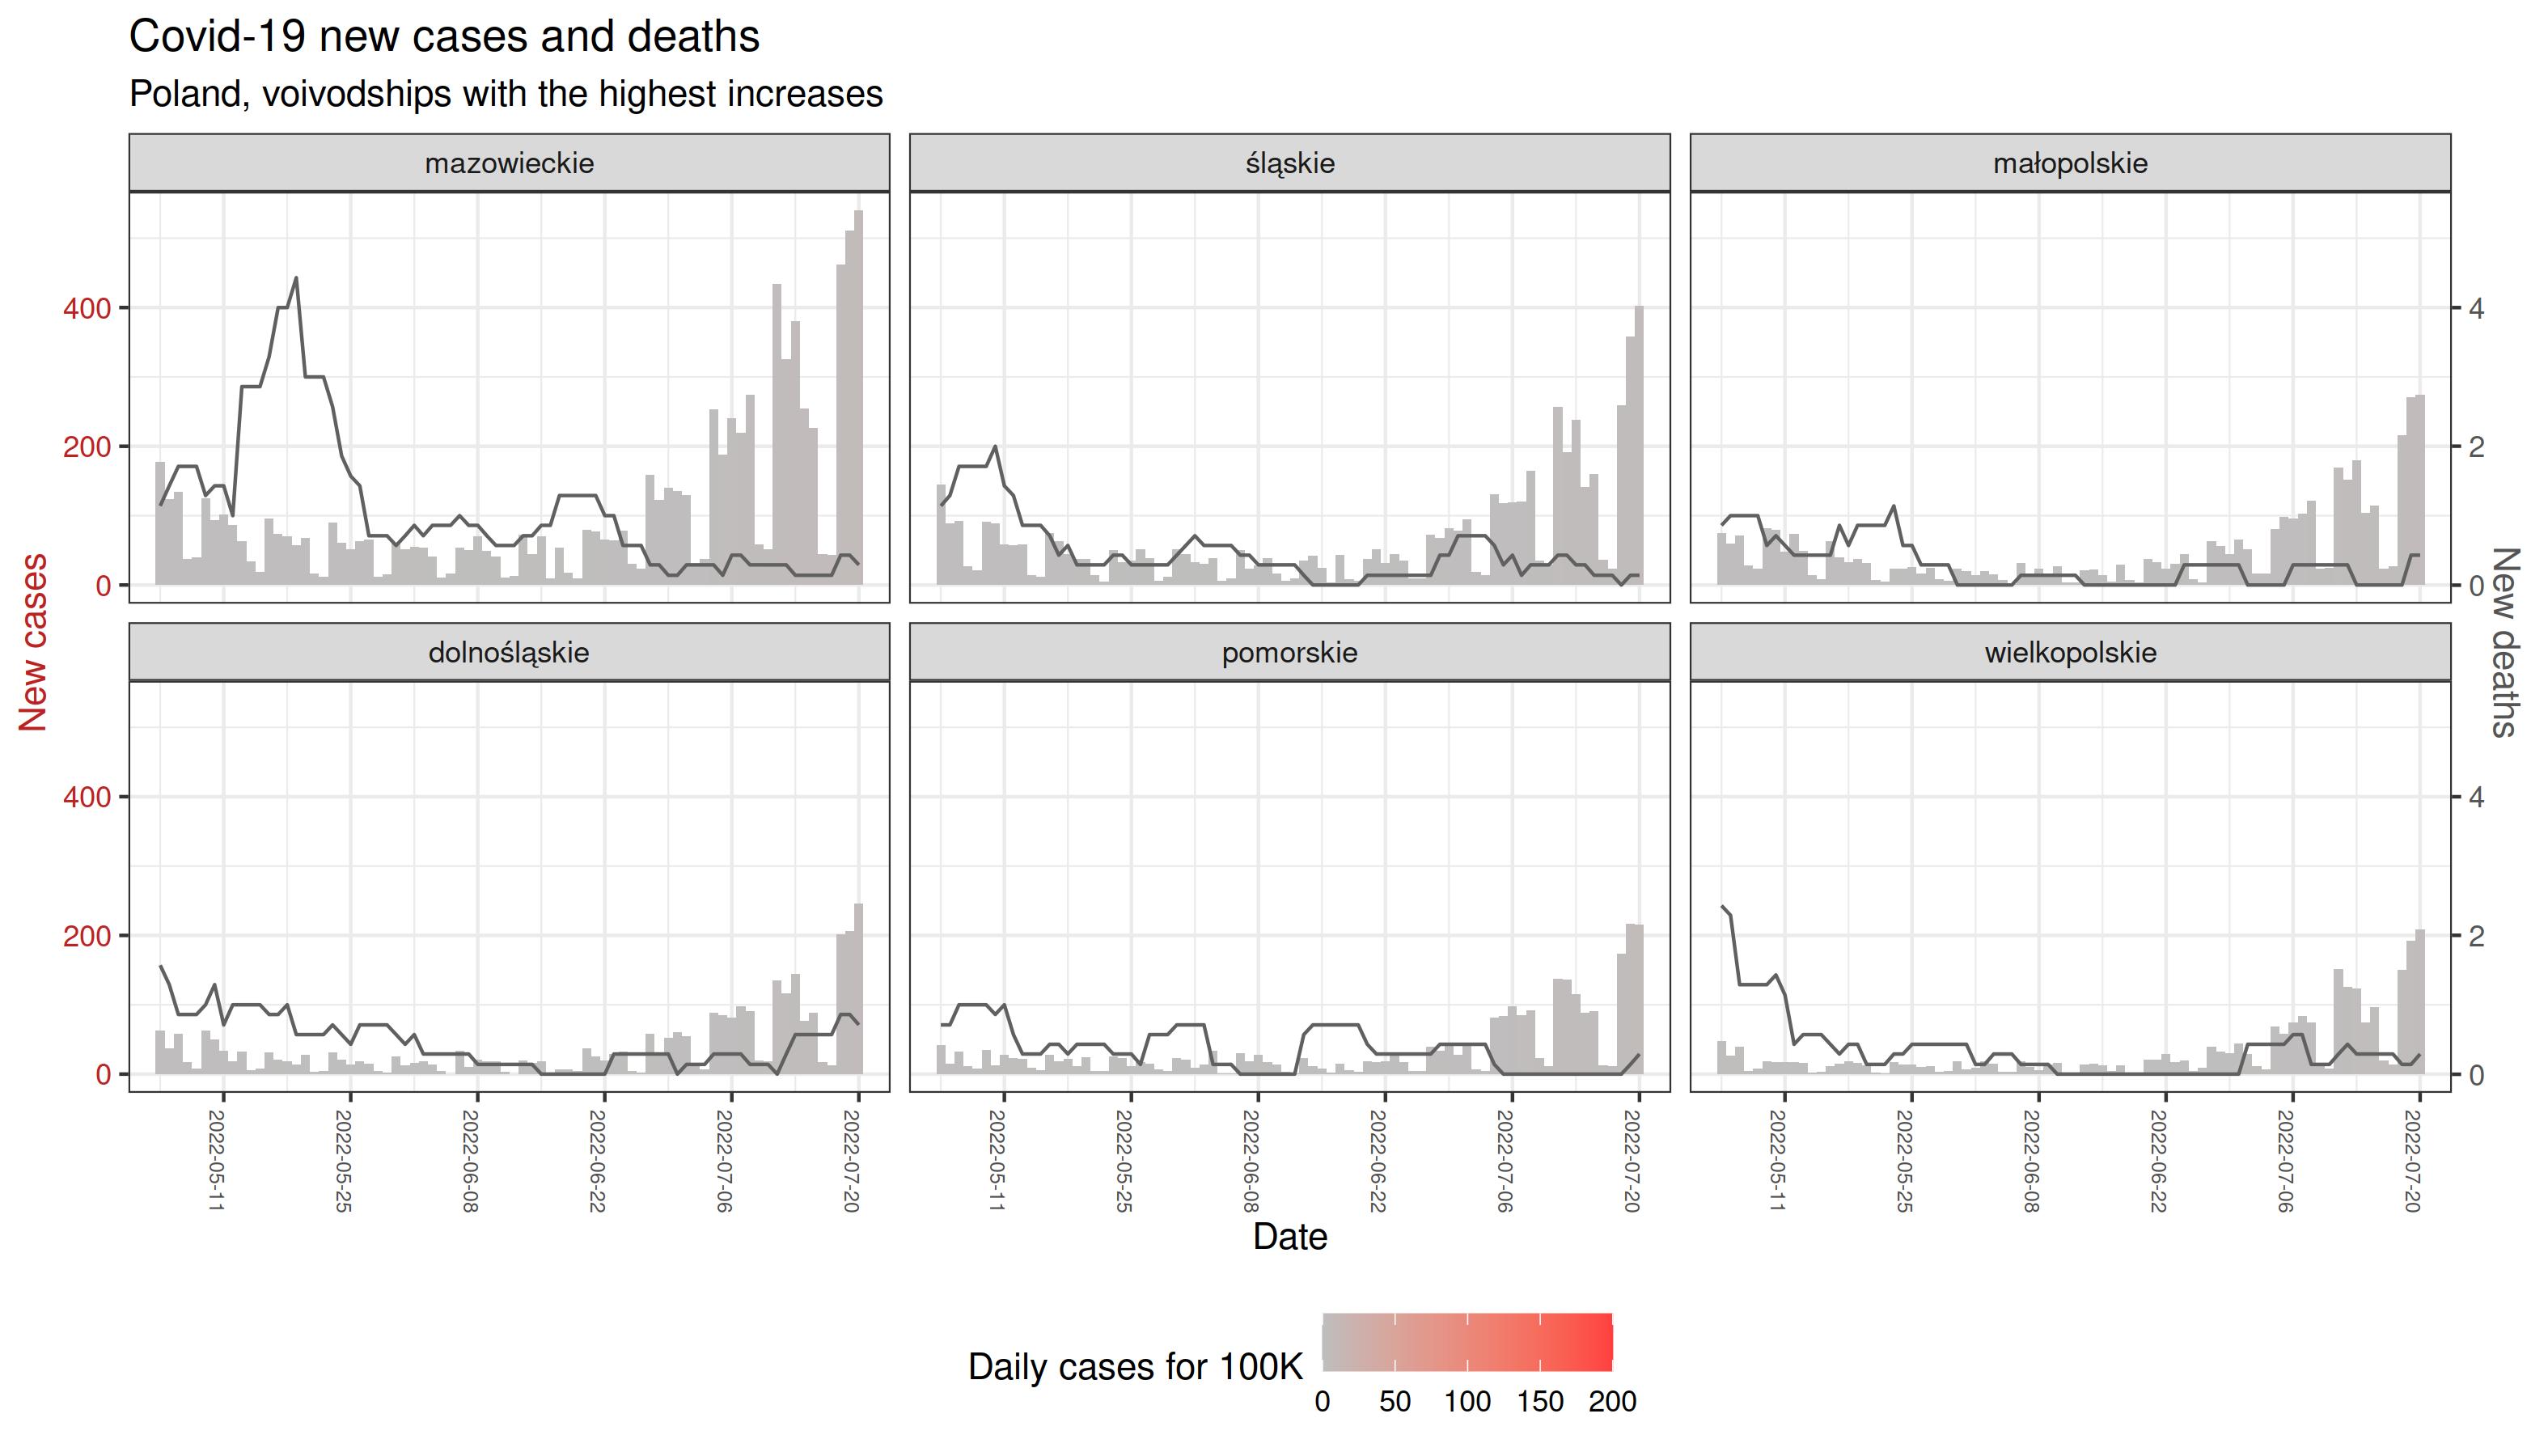 Covid-19 new cases and deaths
Poland, voivodships with the highest increases
mazowieckie
śląskie
małopolskie
400
200
0
4
2
0
New cases
New deaths
dolnośląskie
pomorskie
wielkopolskie
400
200
0
4
2
0
2022-05-11
2022-05-25
2022-06-08
2022-06-22
2022-07-06
2022-07-20
2022-05-11
2022-05-25
2022-06-08
2022-06-22
2022-07-06
2022-07-20
2022-05-11
2022-05-25
2022-06-08
2022-06-22
2022-07-06
2022-07-20
Date
Daily cases for 100K
0 50 100 150 200